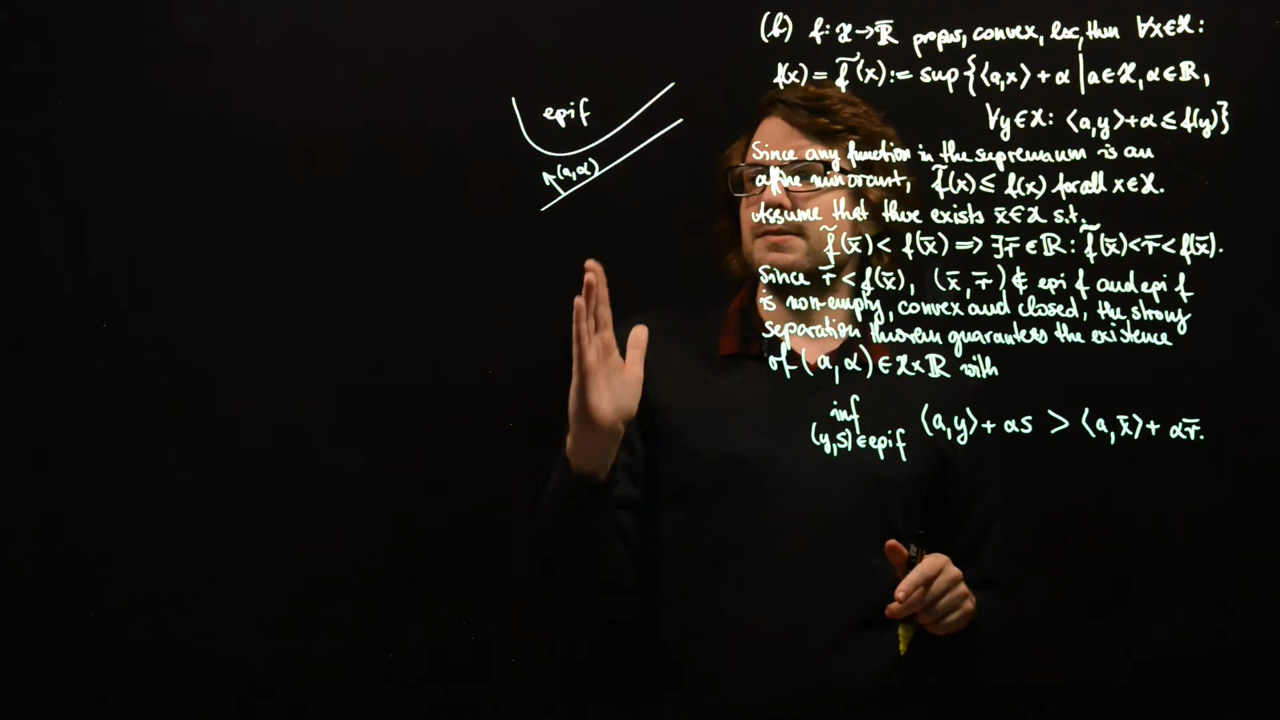 (b) f: 𝒳→ℝ̄ proper, convex, lsc, then ∀x∈𝒳:
f(x) = f̃(x) := sup{⟨a,x⟩ + α | a∈𝒳, α∈ℝ,
∀y∈𝒳: ⟨a,y⟩+α ≤ f(y)}
Since any function in the supremum is an
affine minorant, f̃(x) ≤ f(x) for all x∈𝒳.
Assume that there exists x̄∈𝒳 s.t.
f̃(x̄) < f(x̄) ⟹ ∃r̄∈ℝ: f̃(x̄)<r̄<f(x̄).
Since r̄ < f(x̄), (x̄, r̄) ∉ epi f and epi f
is non-empty, convex and closed, the strong
separation theorem guarantees the existence
of (a, α) ∈ 𝒳×ℝ with
inf ⟨a,y⟩ + αs > ⟨a,x̄⟩ + αr̄.
(y,s)∈epif
epif
(a,α)